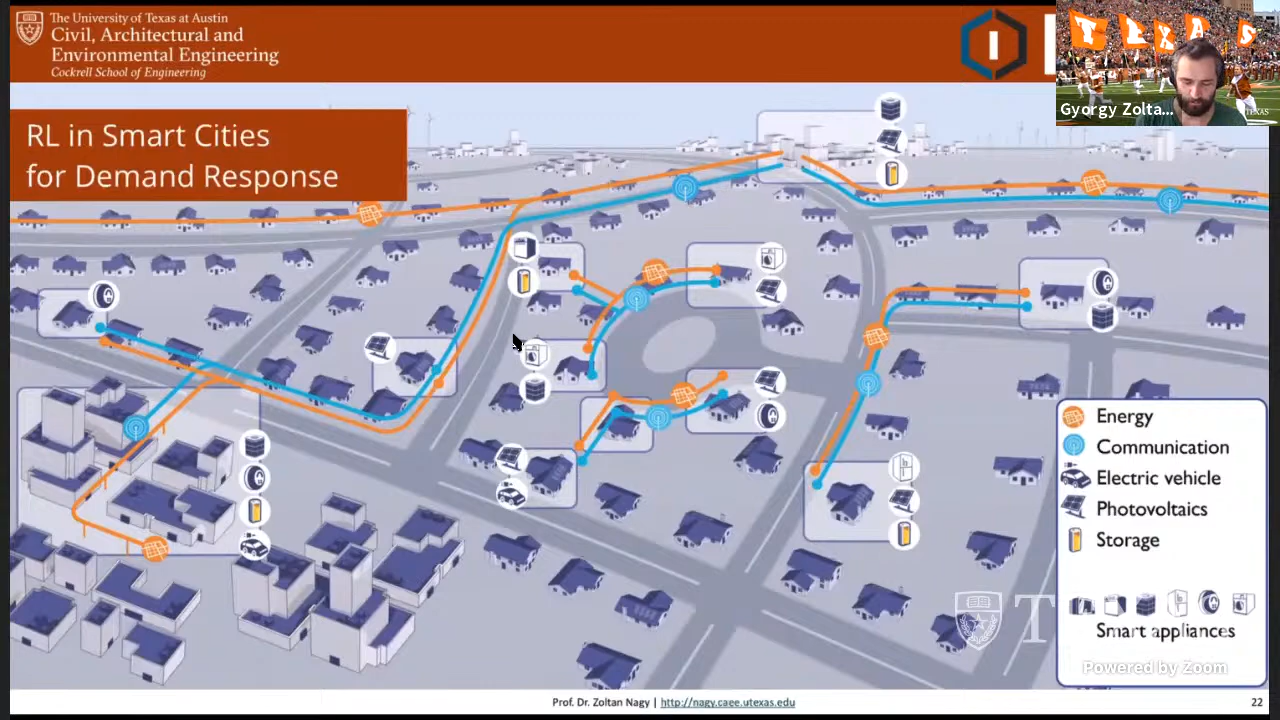 The University of Texas at Austin
Civil, Architectural and
Environmental Engineering
Cockrell School of Engineering
TEXAS
Gyorgy Zolta...
TEXAS
RL in Smart Cities
for Demand Response
Energy
Communication
Electric vehicle
Photovoltaics
Storage
Smart appliances
T
Powered by Zoom
Prof. Dr. Zoltan Nagy | http://nagy.caee.utexas.edu
22